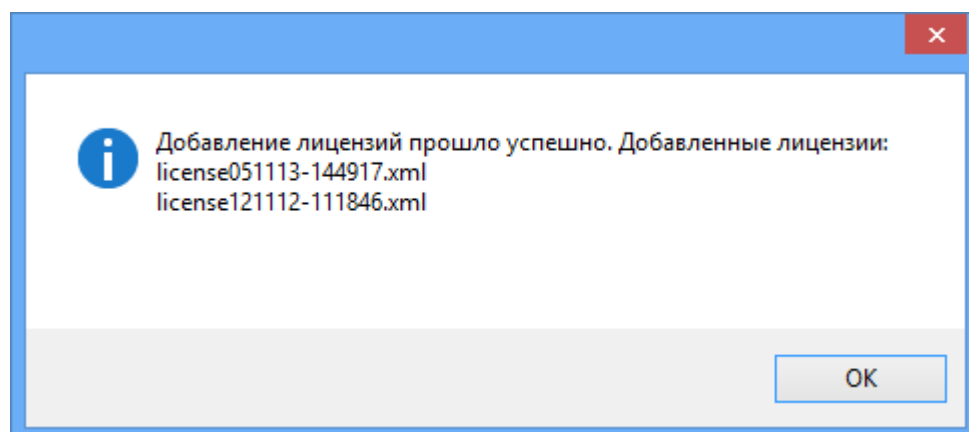 Добавление лицензий прошло успешно. Добавленные лицензии:
license051113-144917.xml
license121112-111846.xml
OK